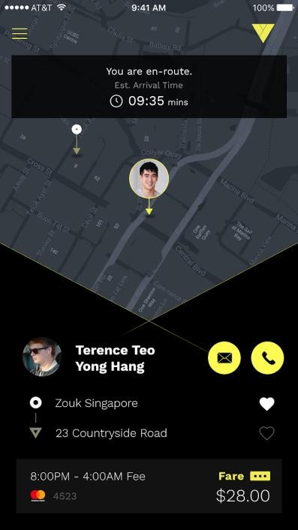 AT&T 9:41 AM 100%
You are en-route.
Est. Arrival Time
09:35 mins
Terence Teo
Yong Hang
Zouk Singapore
23 Countryside Road
8:00PM - 4:00AM Fee
Fare
4523
$28.00